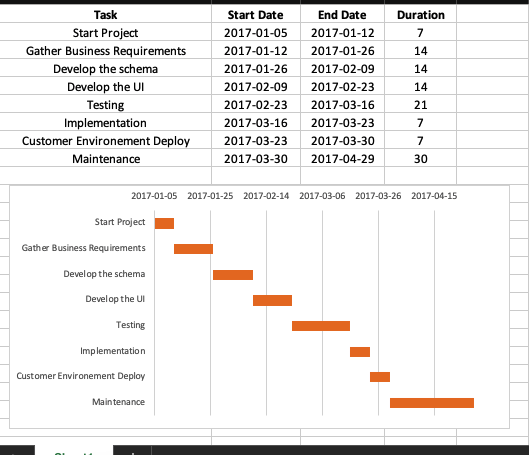 Task Start Date End Date Duration
Start Project 2017-01-05 2017-01-12 7
Gather Business Requirements 2017-01-12 2017-01-26 14
Develop the schema 2017-01-26 2017-02-09 14
Develop the UI 2017-02-09 2017-02-23 14
Testing 2017-02-23 2017-03-16 21
Implementation 2017-03-16 2017-03-23 7
Customer Environement Deploy 2017-03-23 2017-03-30 7
Maintenance 2017-03-30 2017-04-29 30
2017-01-05 2017-01-25 2017-02-14 2017-03-06 2017-03-26 2017-04-15
Start Project
Gather Business Requirements
Develop the schema
Develop the UI
Testing
Implementation
Customer Environement Deploy
Maintenance